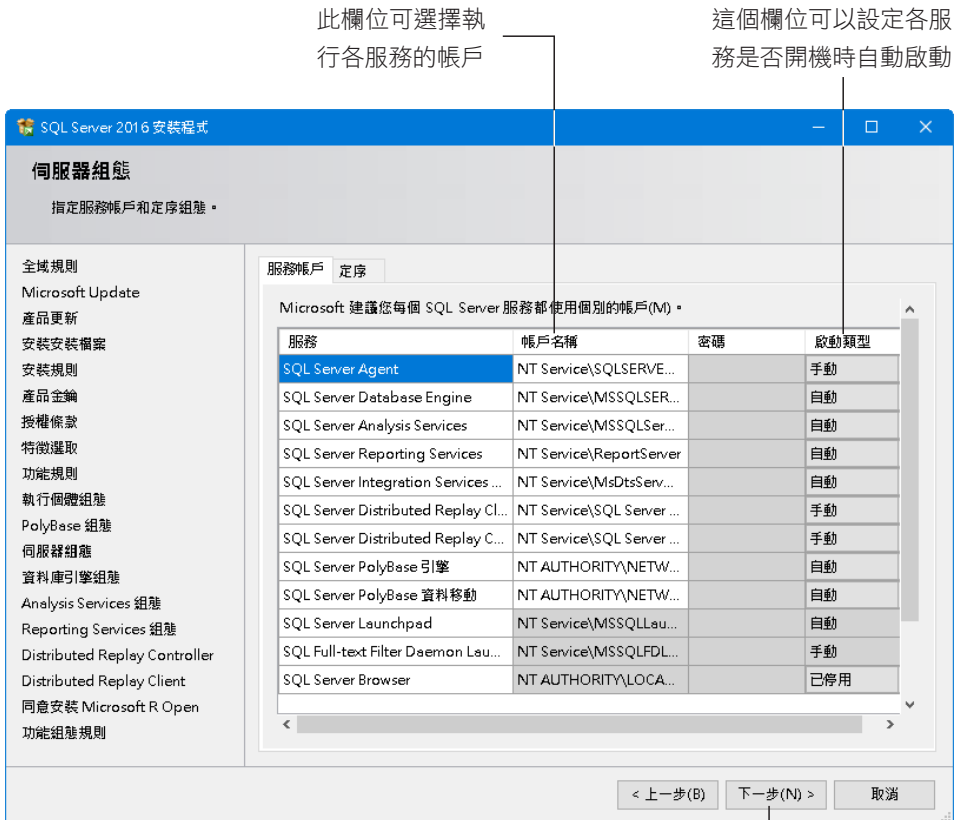 此欄位可選擇執
行各服務的帳戶
這個欄位可以設定各服
務是否開機時自動啟動
SQL Server 2016 安裝程式
伺服器組態
指定服務帳戶和定序組態。
全域規則
Microsoft Update
產品更新
安裝安裝檔案
安裝規則
產品金鑰
授權條款
特徵選取
功能規則
執行個體組態
PolyBase 組態
伺服器組態
資料庫引擎組態
Analysis Services 組態
Reporting Services 組態
Distributed Replay Controller
Distributed Replay Client
同意安裝 Microsoft R Open
功能組態規則
服務帳戶 定序
Microsoft 建議您每個 SQL Server 服務都使用個別的帳戶(M)。
服務 帳戶名稱 密碼 啟動類型
SQL Server Agent NT Service\SQLSERVE... 手動
SQL Server Database Engine NT Service\MSSQLSER... 自動
SQL Server Analysis Services NT Service\MSSQLSer... 自動
SQL Server Reporting Services NT Service\ReportServer 自動
SQL Server Integration Services ... NT Service\MsDtsServ... 自動
SQL Server Distributed Replay Cl... NT Service\SQL Server ... 手動
SQL Server Distributed Replay C... NT Service\SQL Server ... 手動
SQL Server PolyBase 引擎 NT AUTHORITY\NETW... 自動
SQL Server PolyBase 資料移動 NT AUTHORITY\NETW... 自動
SQL Server Launchpad NT Service\MSSQLLau... 自動
SQL Full-text Filter Daemon Lau... NT Service\MSSQLFDL... 手動
SQL Server Browser NT AUTHORITY\LOCA... 已停用
< 上一步(B) 下一步(N) > 取消